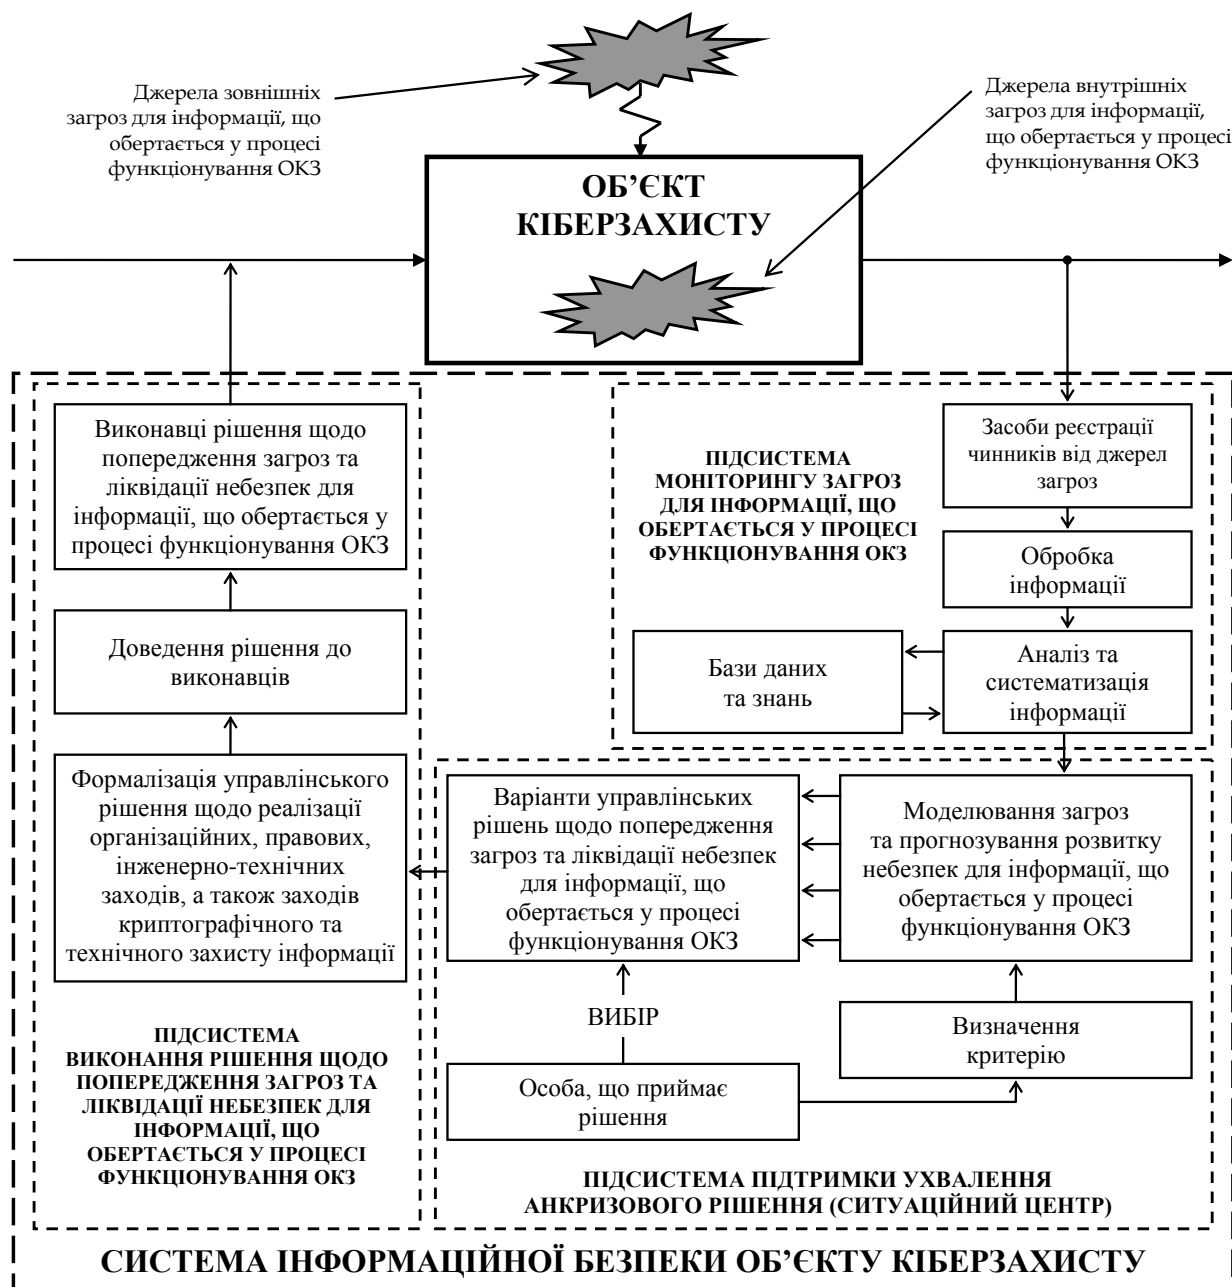 Джерела зовнішніх
загроз для інформації, що
обертається у процесі
функціонування ОКЗ
Джерела внутрішніх
загроз для інформації,
що обертається у процесі
функціонування ОКЗ
ОБ’ЄКТ
КІБЕРЗАХИСТУ
Виконавці рішення щодо
попередження загроз та
ліквідації небезпек для
інформації, що обертається у
процесі функціонування ОКЗ
Доведення рішення до
виконавців
Формалізація управлінського
рішення щодо реалізації
організаційних, правових,
інженерно-технічних
заходів, а також заходів
криптографічного та
технічного захисту інформації
ПІДСИСТЕМА
ВИКОНАННЯ РІШЕННЯ ЩОДО
ПОПЕРЕДЖЕННЯ ЗАГРОЗ ТА
ЛІКВІДАЦІЇ НЕБЕЗПЕК ДЛЯ
ІНФОРМАЦІЇ, ЩО
ОБЕРТАЄТЬСЯ У ПРОЦЕСІ
ФУНКЦІОНУВАННЯ ОКЗ
ПІДСИСТЕМА
МОНІТОРИНГУ ЗАГРОЗ
ДЛЯ ІНФОРМАЦІЇ, ЩО
ОБЕРТАЄТЬСЯ У ПРОЦЕСІ
ФУНКЦІОНУВАННЯ ОКЗ
Засоби реєстрації
чинників від джерел
загроз
Обробка
інформації
Бази даних
та знань
Аналіз та
систематизація
інформації
Варіанти управлінських
рішень щодо попередження
загроз та ліквідації небезпек
для інформації, що
обертається у процесі
функціонування ОКЗ
Моделювання загроз
та прогнозування розвитку
небезпек для інформації, що
обертається у процесі
функціонування ОКЗ
ВИБІР
Визначення
критерію
Особа, що приймає
рішення
ПІДСИСТЕМА ПІДТРИМКИ УХВАЛЕННЯ
АНКРИЗОВОГО РІШЕННЯ (СИТУАЦІЙНИЙ ЦЕНТР)
СИСТЕМА ІНФОРМАЦІЙНОЇ БЕЗПЕКИ ОБ’ЄКТУ КІБЕРЗАХИСТУ